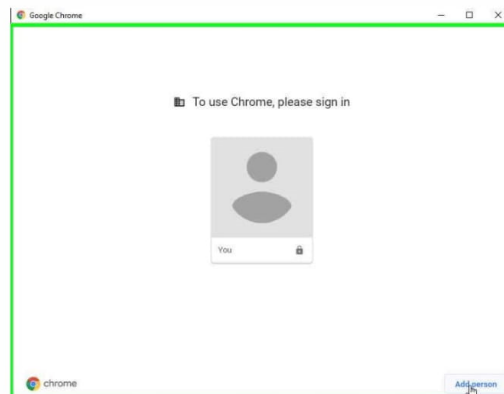 Google Chrome
To use Chrome, please sign in
You
chrome
Add person